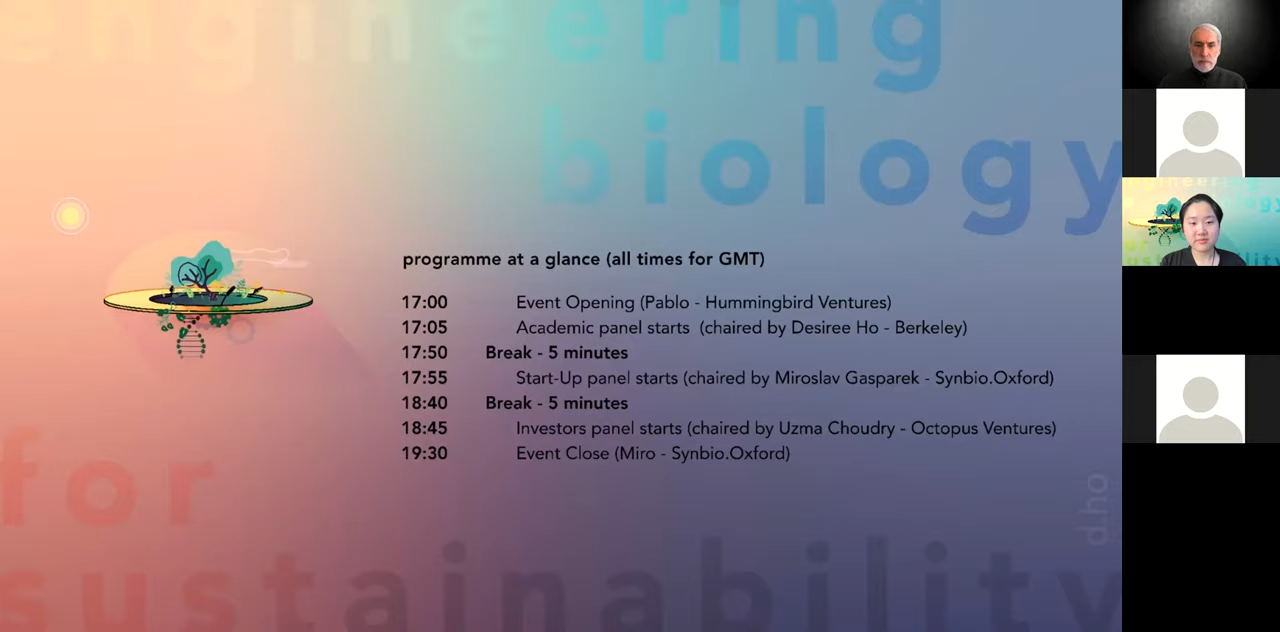 engineering
biology
programme at a glance (all times for GMT)
17:00 Event Opening (Pablo - Hummingbird Ventures)
17:05 Academic panel starts (chaired by Desiree Ho - Berkeley)
17:50 Break - 5 minutes
17:55 Start-Up panel starts (chaired by Miroslav Gasparek - Synbio.Oxford)
18:40 Break - 5 minutes
18:45 Investors panel starts (chaired by Uzma Choudry - Octopus Ventures)
19:30 Event Close (Miro - Synbio.Oxford)
for
sustainability
d.ho